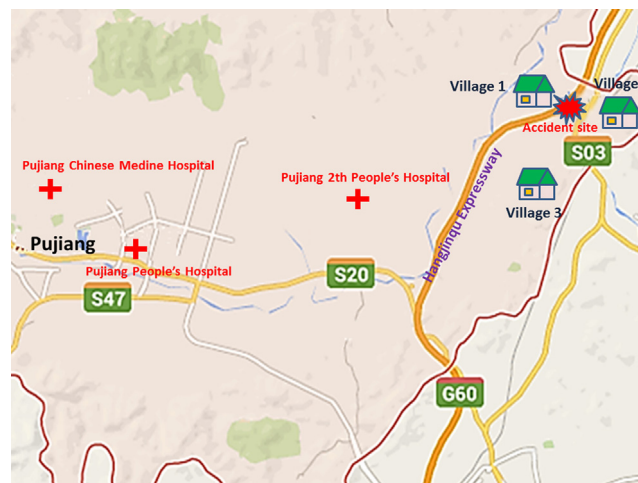 Village 1
Village
Accident site
S03
Pujiang Chinese Medine Hospital
Pujiang 2th People's Hospital
Hangjinqu Expressway
Village 3
Pujiang
Pujiang People's Hospital
S20
S47
G60